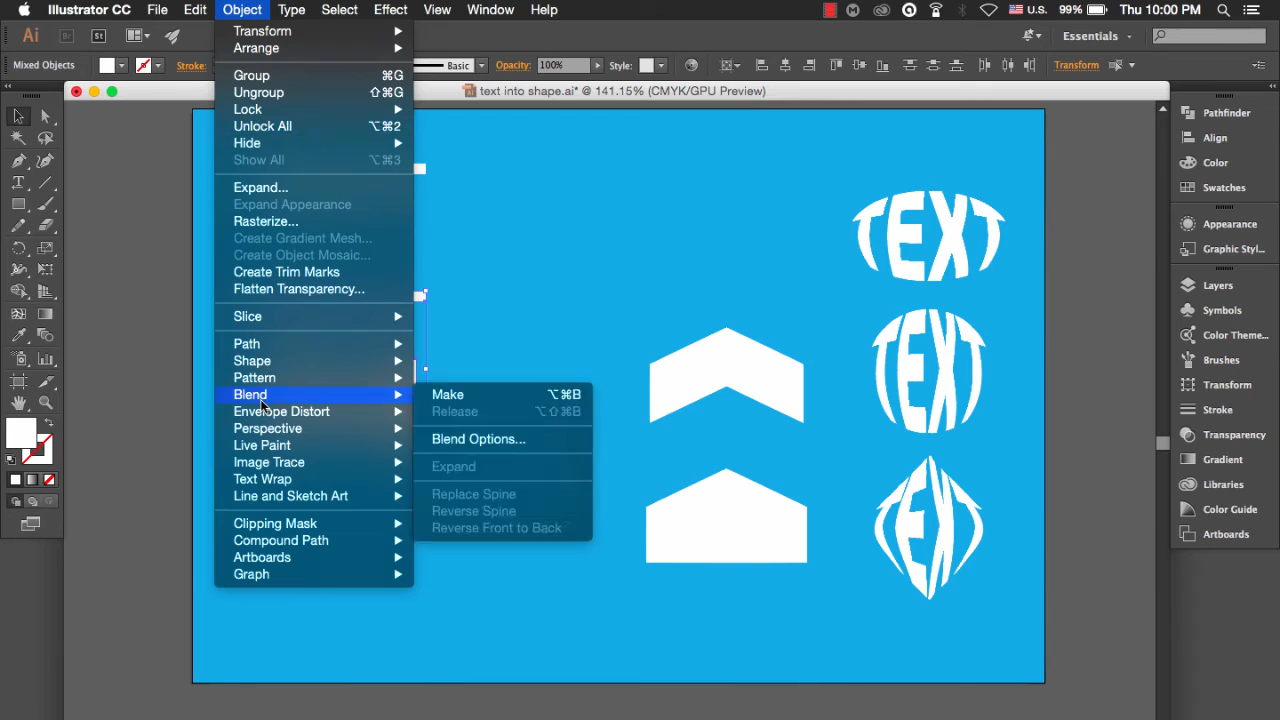 Illustrator CC File Edit Object Type Select Effect View Window Help U.S. 99% Thu 10:00 PM
Ai Br St Essentials
Mixed Objects Stroke: Basic Opacity: 100% Style: Transform
text into shape.ai* @ 141.15% (CMYK/GPU Preview)
Transform
Arrange
Group ⌘G
Ungroup ⇧⌘G
Lock
Unlock All ⌥⌘2
Hide
Show All ⌥⌘3
Expand...
Expand Appearance
Rasterize...
Create Gradient Mesh...
Create Object Mosaic...
Create Trim Marks
Flatten Transparency...
Slice
Path
Shape
Pattern
Blend
Envelope Distort
Perspective
Live Paint
Image Trace
Text Wrap
Line and Sketch Art
Clipping Mask
Compound Path
Artboards
Graph
Make ⌥⌘B
Release ⌥⇧⌘B
Blend Options...
Expand
Replace Spine
Reverse Spine
Reverse Front to Back
TEXT
TEXT
TEXT
Pathfinder
Align
Color
Swatches
Appearance
Graphic Styl...
Layers
Symbols
Color Theme...
Brushes
Transform
Stroke
Transparency
Gradient
Libraries
Color Guide
Artboards